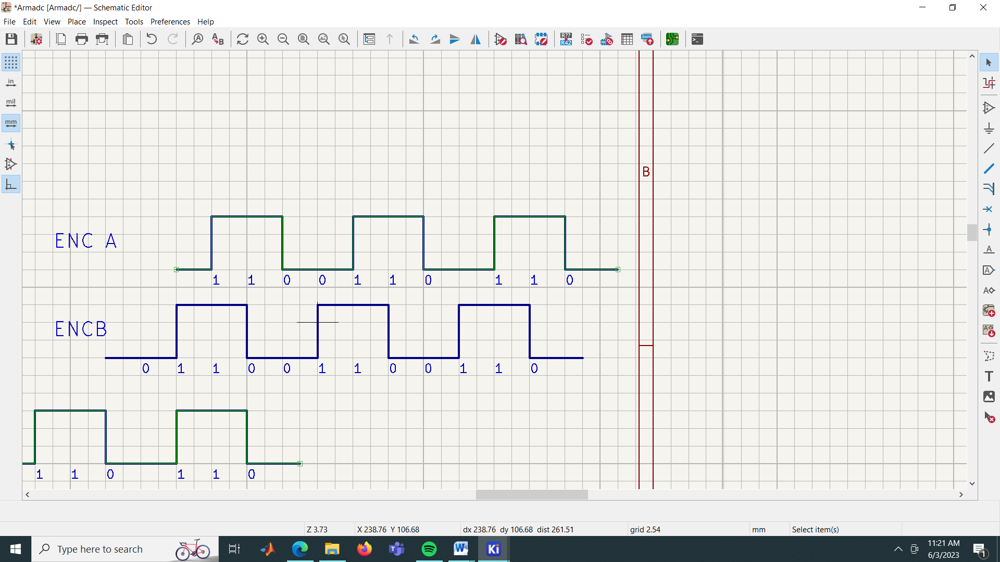 *Armadc [Armadc/] — Schematic Editor
File Edit View Place Inspect Tools Preferences Help
A
A B
R??
R42
bom
in
mil
mm
B
ENC A
1 1 0 0 1 1 0 1 1 0
ENCB
0 1 1 0 0 1 1 0 0 1 1 0
1 1 0 1 1 0
A
A
A
A
T
Z 3.73
X 238.76 Y 106.68
dx 238.76 dy 106.68 dist 261.51
grid 2.54
mm
Select item(s)
Type here to search
W
Ki
11:21 AM
6/3/2023
1